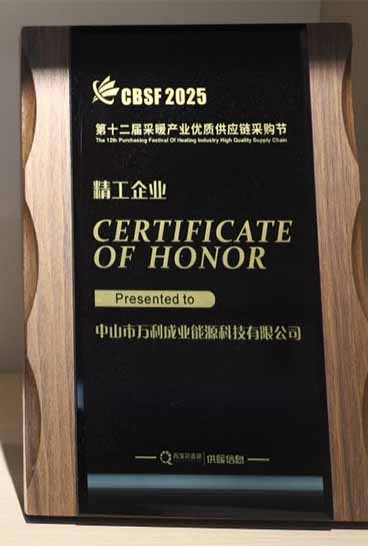 CBSF 2025
第十二届采暖产业优质供应链采购节
The 12th Purchasing Festival Of Heating Industry High Quality Supply Chain
精工企业
CERTIFICATE
OF HONOR
Presented to
中山市万利成业能源科技有限公司
供暖信息